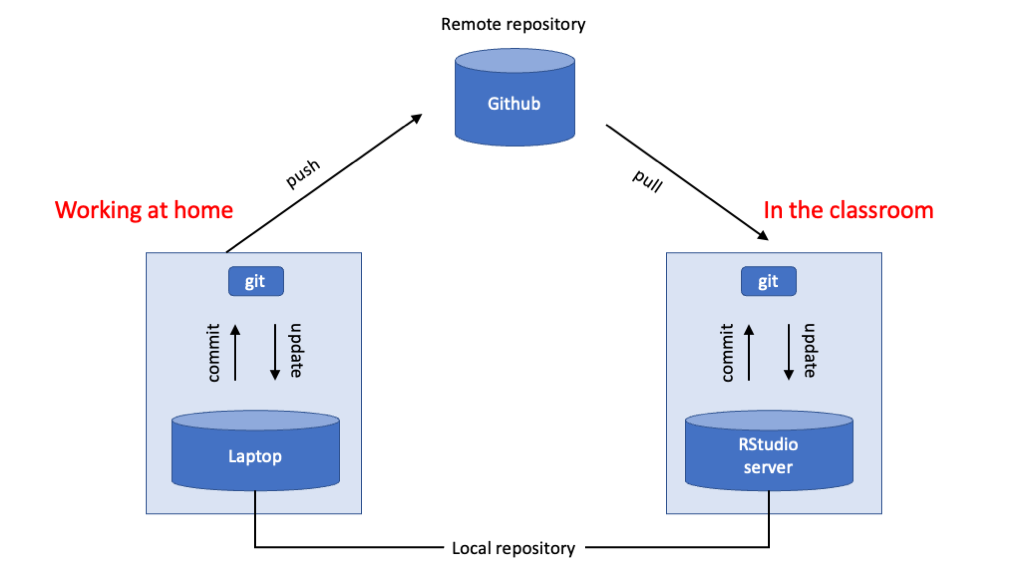 Remote repository
Github
push
pull
Working at home
In the classroom
git
git
commit
update
commit
update
Laptop
RStudio
server
Local repository